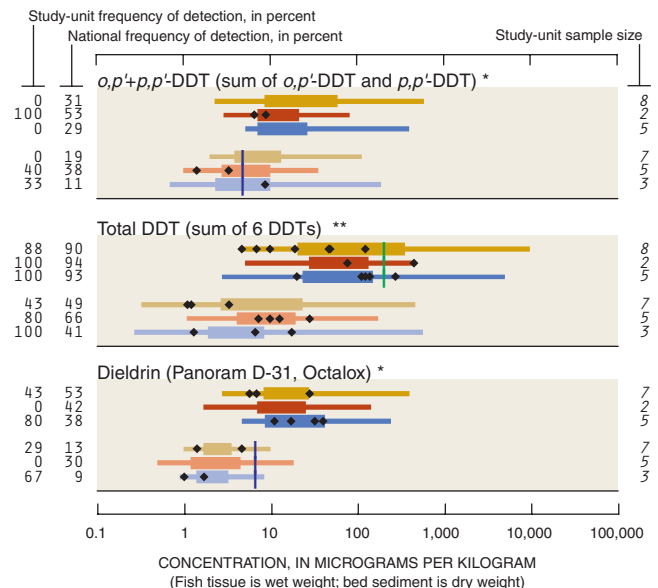 Study-unit frequency of detection, in percent
National frequency of detection, in percent
Study-unit sample size
o,p'+p,p'-DDT (sum of o,p'-DDT and p,p'-DDT) *
0 31 8
100 53 2
0 29 5
0 19 7
40 38 5
33 11 3
Total DDT (sum of 6 DDTs) **
88 90 8
100 94 2
100 93 5
43 49 7
80 66 5
100 41 3
Dieldrin (Panoram D-31, Octalox) *
43 53 7
0 42 2
80 38 5
29 13 7
0 30 5
67 9 3
0.1 1 10 100 1,000 10,000 100,000
CONCENTRATION, IN MICROGRAMS PER KILOGRAM
(Fish tissue is wet weight; bed sediment is dry weight)